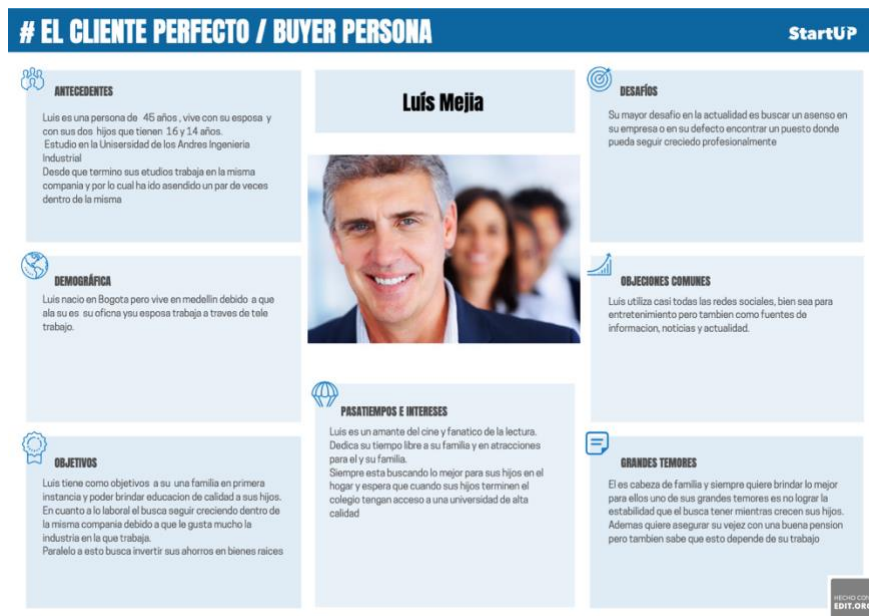 # EL CLIENTE PERFECTO / BUYER PERSONA
StartUP
ANTECEDENTES
Luis es una persona de 45 años , vive con su esposa y
con sus dos hijos que tienen 16 y 14 años.
Estudio en la Unisersidad de los Andres Ingenieria
Industrial
Desde que termino sus etudios trabaja en la misma
compania y por lo cual ha ido asendido un par de veces
dentro de la misma
DEMOGRÁFICA
Luis nacio en Bogota pero vive en medellin debido a que
ala su es su oficna ysu esposa trabaja a traves de tele
trabajo.
OBJETIVOS
Luis tiene como objetivos a su una familia en primera
instancia y poder brindar educacion de calidad a sus hijos.
En cuanto a lo laboral el busca seguir creciendo dentro de
la misma compania debido a que le gusta mucho la
industria en la que trabaja.
Paralelo a esto busca invertir sus ahorros en bienes raices
Luís Mejia
PASATIEMPOS E INTERESES
Luis es un amante del cine y fanatico de la lectura.
Dedica su tiempo libre a su familia y en atracciones
para el y su familia.
Siempre esta buscando lo mejor para sus hijos en el
hogar y espera que cuando sus hijos terminen el
colegio tengan acceso a una universidad de alta
calidad
DESAFÍOS
Su mayor desafio en la actualidad es buscar un asenso en
su empresa o en su defecto encontrar un puesto donde
pueda seguir creciedo profesionalmente
OBJECIONES COMUNES
Luis utiliza casi todas las redes sociales, bien sea para
entretenimiento pero tambien como fuentes de
informacion, noticias y actualidad.
GRANDES TEMORES
El es cabeza de familia y siempre quiere brindar lo mejor
para ellos uno de sus grandes temores es no lograr la
estabilidad que el busca tener mientras crecen sus hijos.
Ademas quiere asegurar su vejez con una buena pension
pero tambien sabe que esto depende de su trabajo
HECHO CON
EDIT.ORG